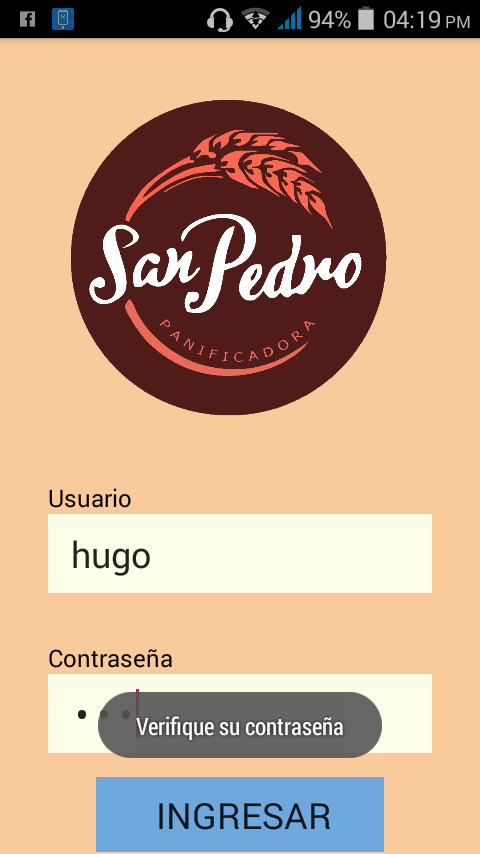 94% 04:19 PM
San Pedro
PANIFICADORA
Usuario
hugo
Contraseña
Verifique su contraseña
INGRESAR